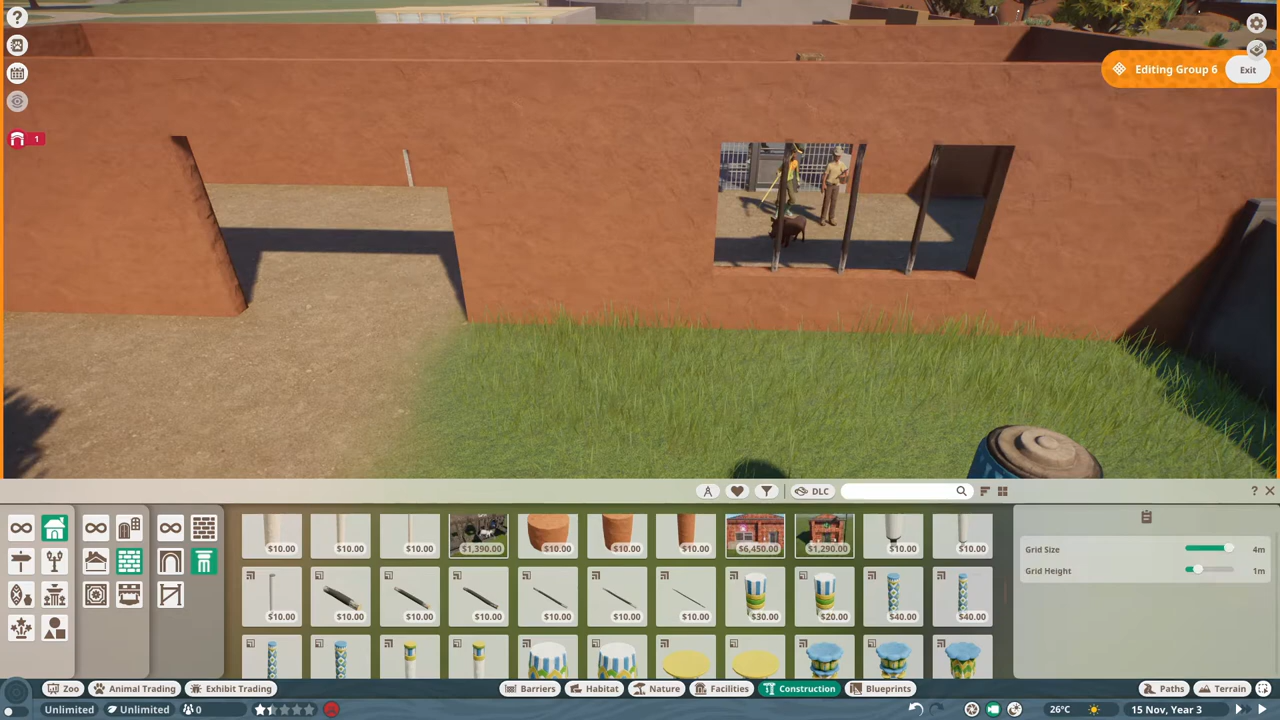 ?
Editing Group 6
Exit
1
DLC
? ×
$10.00 $10.00 $10.00 $1,390.00 $10.00 $10.00 $10.00 $6,450.00 $1,290.00 $10.00 $10.00
$10.00 $10.00 $10.00 $10.00 $10.00 $10.00 $10.00 $30.00 $20.00 $40.00 $40.00
Grid Size 4m
Grid Height 1m
Zoo Animal Trading Exhibit Trading Barriers Habitat Nature Facilities Construction Blueprints Paths Terrain
Unlimited Unlimited 0 26°C 15 Nov, Year 3